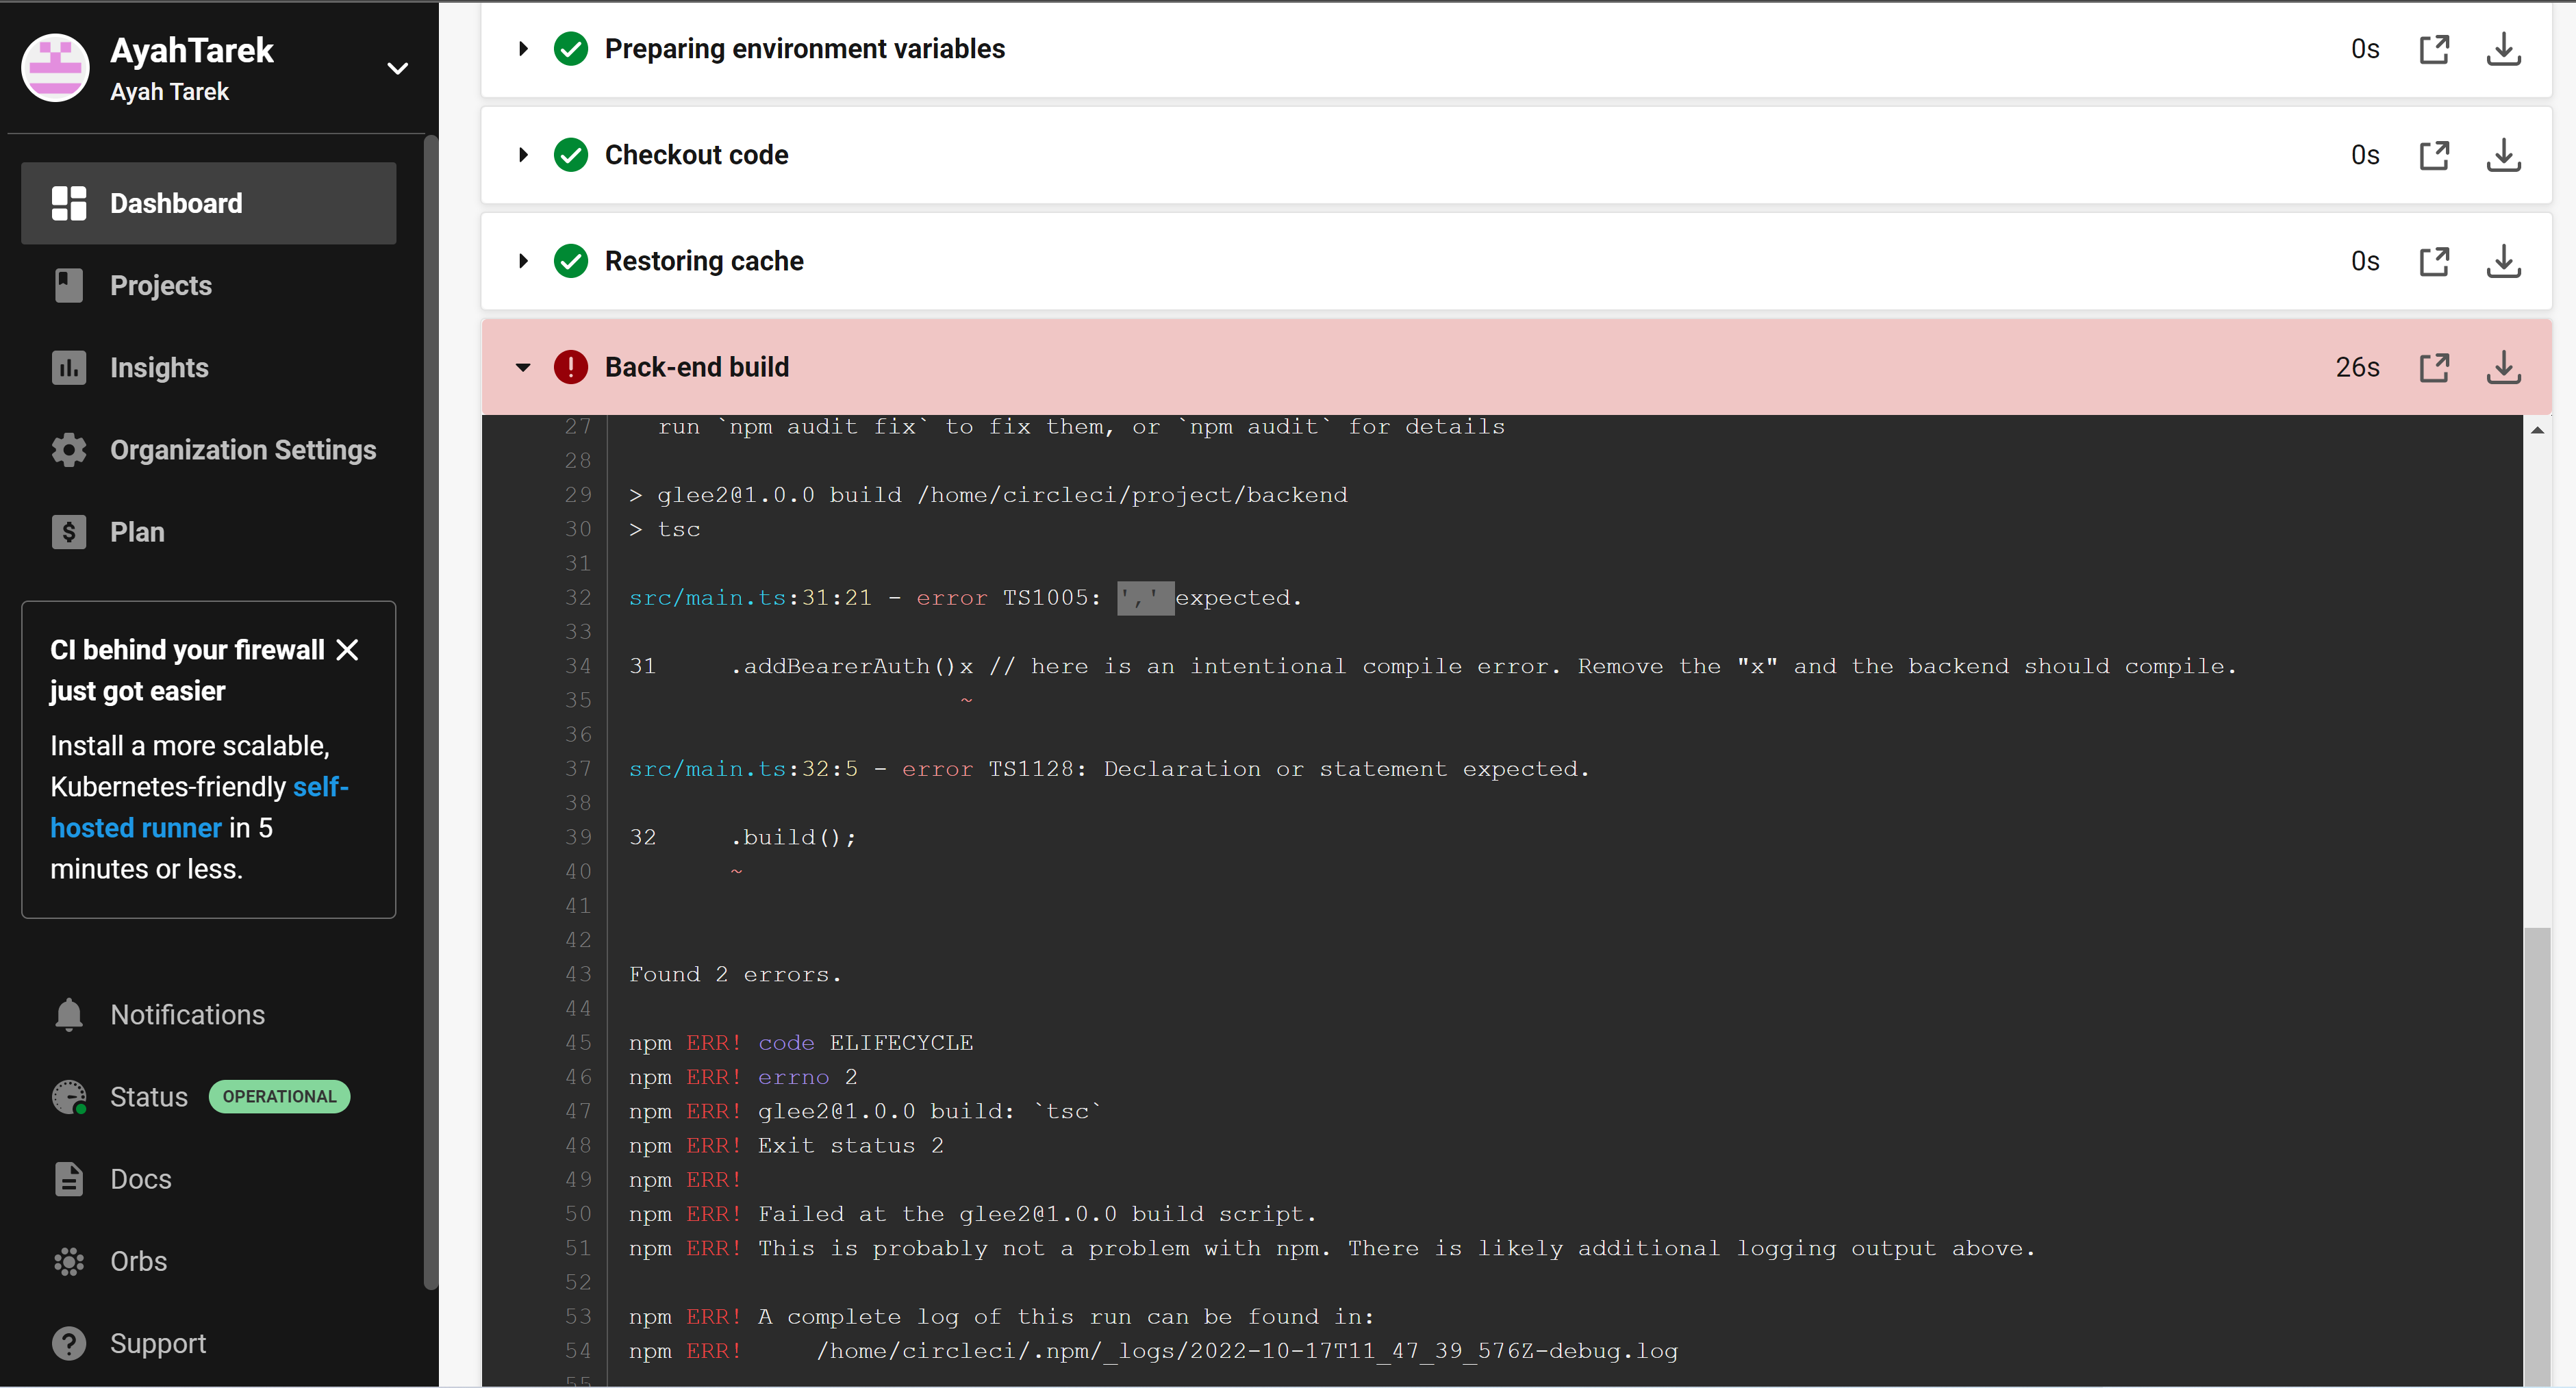 AyahTarek
Ayah Tarek
Dashboard
Projects
Insights
Organization Settings
Plan
CI behind your firewall
just got easier
Install a more scalable,
Kubernetes-friendly self-
hosted runner in 5
minutes or less.
Notifications
Status OPERATIONAL
Docs
Orbs
Support
Preparing environment variables 0s
Checkout code 0s
Restoring cache 0s
Back-end build 26s
27 run `npm audit fix` to fix them, or `npm audit` for details
28
29 > glee2@1.0.0 build /home/circleci/project/backend
30 > tsc
31
32 src/main.ts:31:21 - error TS1005: ',' expected.
33
34 31 .addBearerAuth()x // here is an intentional compile error. Remove the "x" and the backend should compile.
35 ~
36
37 src/main.ts:32:5 - error TS1128: Declaration or statement expected.
38
39 32 .build();
40 ~
41
42
43 Found 2 errors.
44
45 npm ERR! code ELIFECYCLE
46 npm ERR! errno 2
47 npm ERR! glee2@1.0.0 build: `tsc`
48 npm ERR! Exit status 2
49 npm ERR!
50 npm ERR! Failed at the glee2@1.0.0 build script.
51 npm ERR! This is probably not a problem with npm. There is likely additional logging output above.
52
53 npm ERR! A complete log of this run can be found in:
54 npm ERR! /home/circleci/.npm/_logs/2022-10-17T11_47_39_576Z-debug.log
55